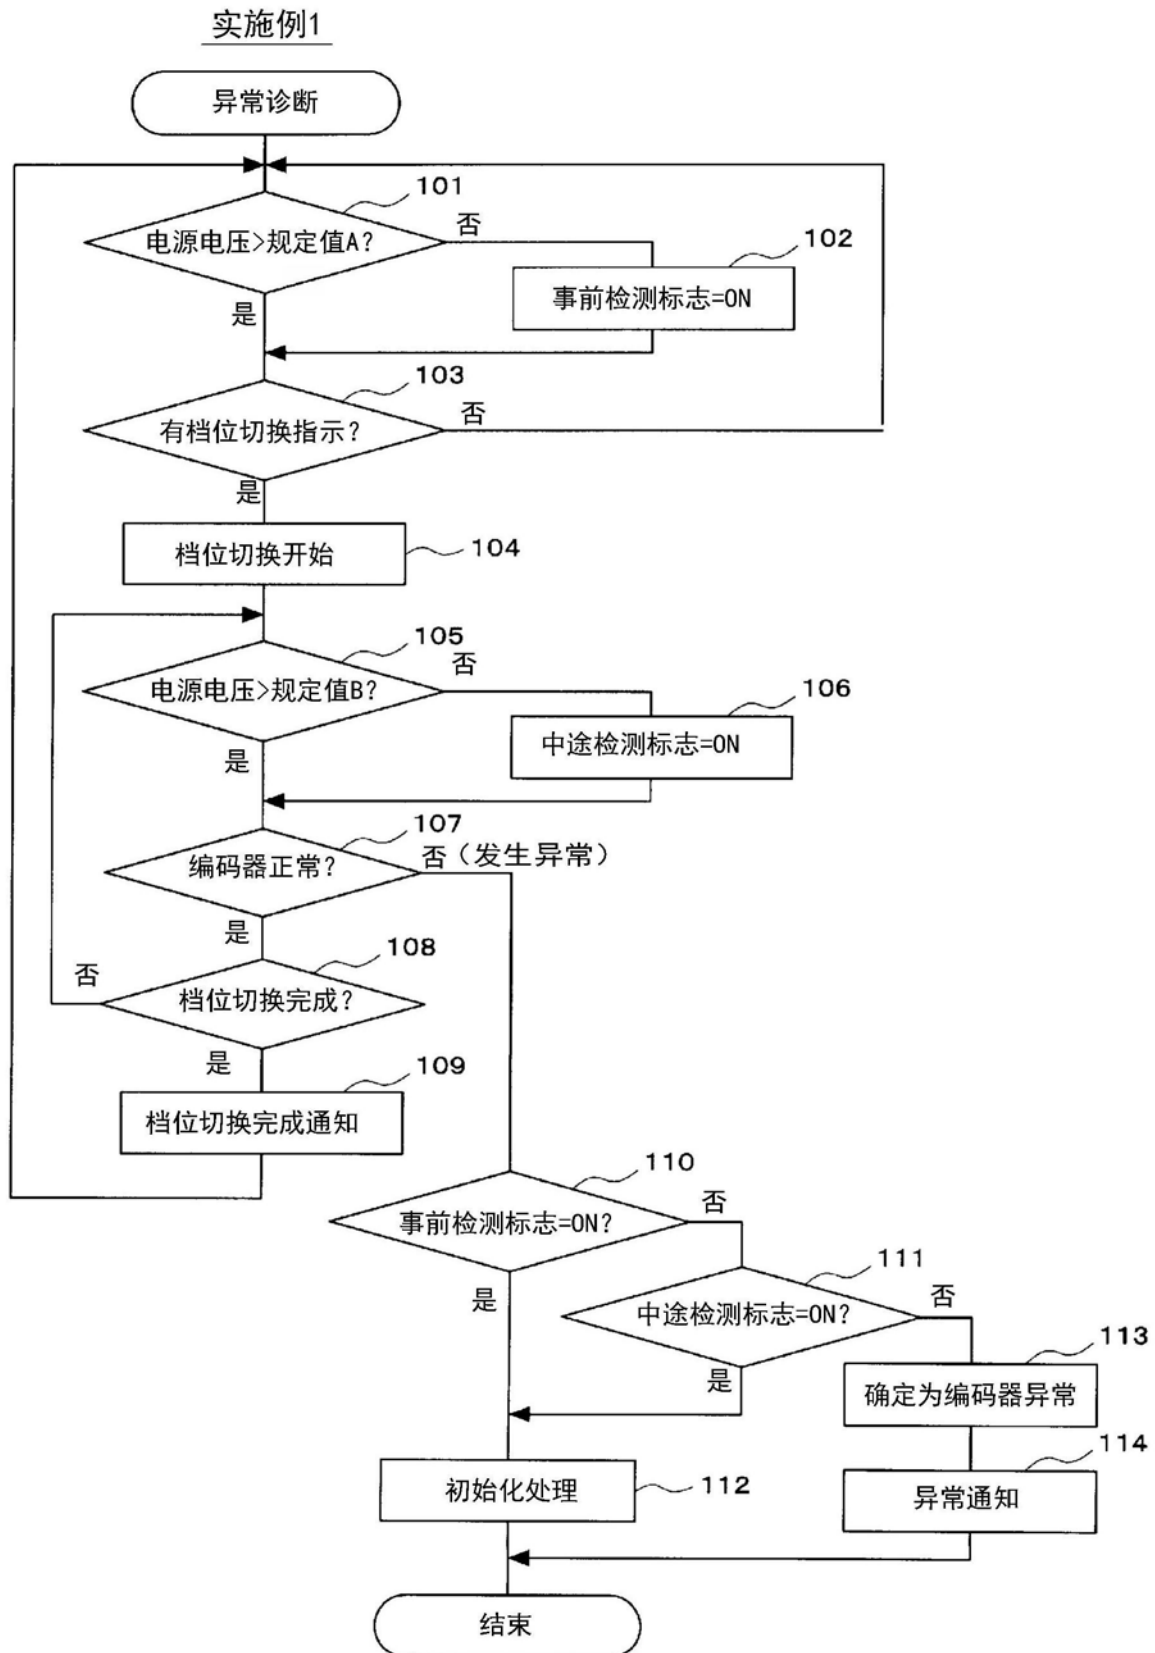 实施例1
异常诊断
101
电源电压>规定值A?
否
102
事前检测标志=ON
是
103
有档位切换指示?
否
是
档位切换开始
104
105
电源电压>规定值B?
否
106
中途检测标志=ON
是
107
编码器正常?
否(发生异常)
是
108
否
档位切换完成?
是
109
档位切换完成通知
110
事前检测标志=ON?
否
111
是
中途检测标志=ON?
否
113
是
确定为编码器异常
114
初始化处理
112
异常通知
结束